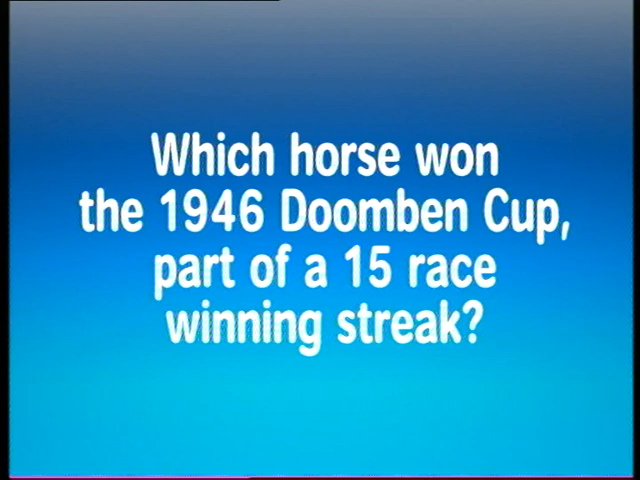 Which horse won
the 1946 Doomben Cup,
part of a 15 race
winning streak?